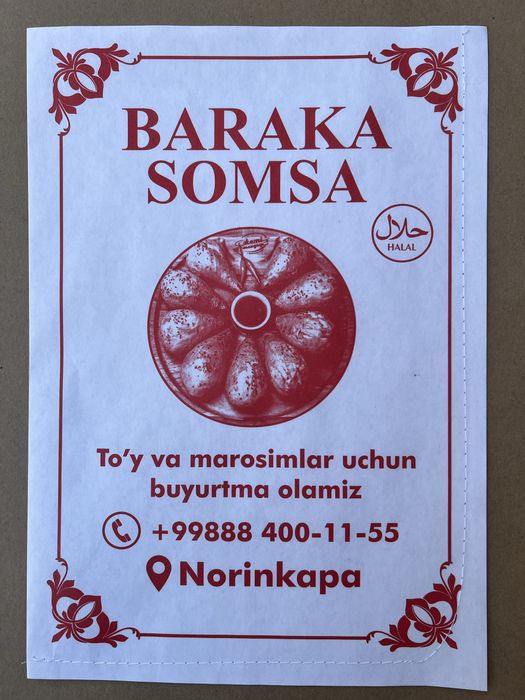 BARAKA
SOMSA
حلال
HALAL
To'y va marosimlar uchun
buyurtma olamiz
+99888 400-11-55
Norinkapa